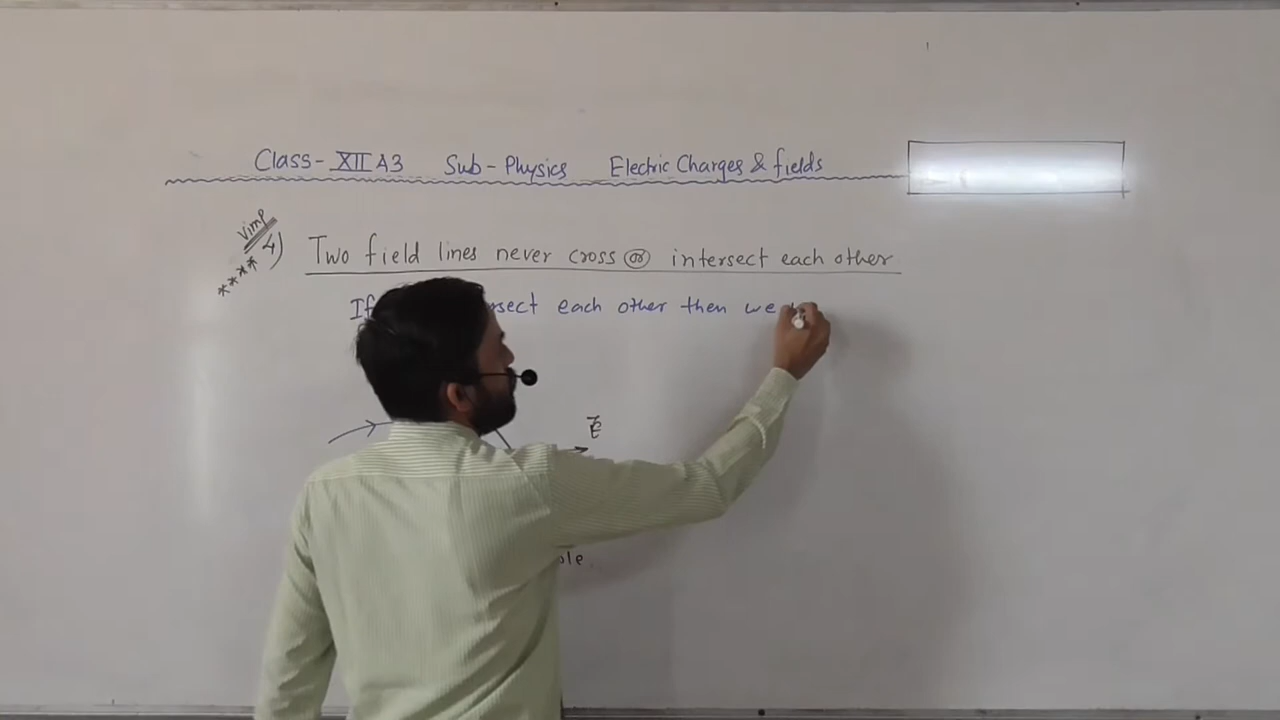 Class-XII A3 Sub-Physics Electric Charges & fields
Vimp
**** 4) Two field lines never cross or intersect each other
If rsect each other then we
E
ole